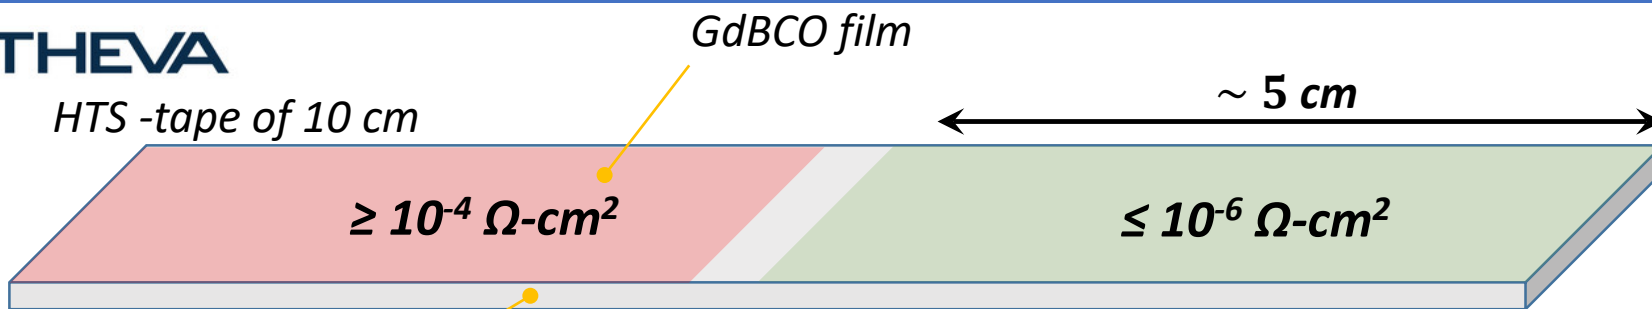 THEVA
GdBCO film
HTS -tape of 10 cm
~ 5 cm
≥ 10⁻⁴ Ω-cm²
≤ 10⁻⁶ Ω-cm²